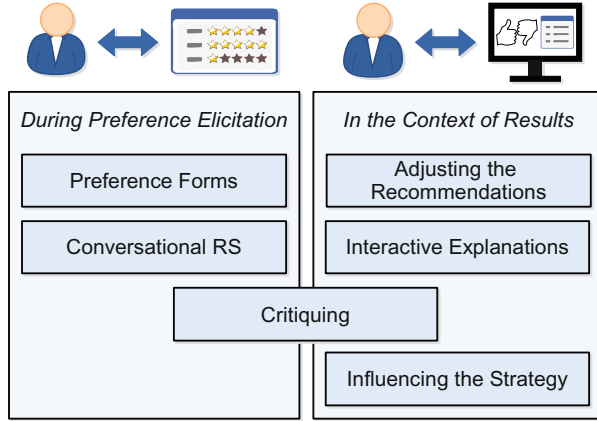 During Preference Elicitation
Preference Forms
Conversational RS
In the Context of Results
Adjusting the
Recommendations
Interactive Explanations
Critiquing
Influencing the Strategy